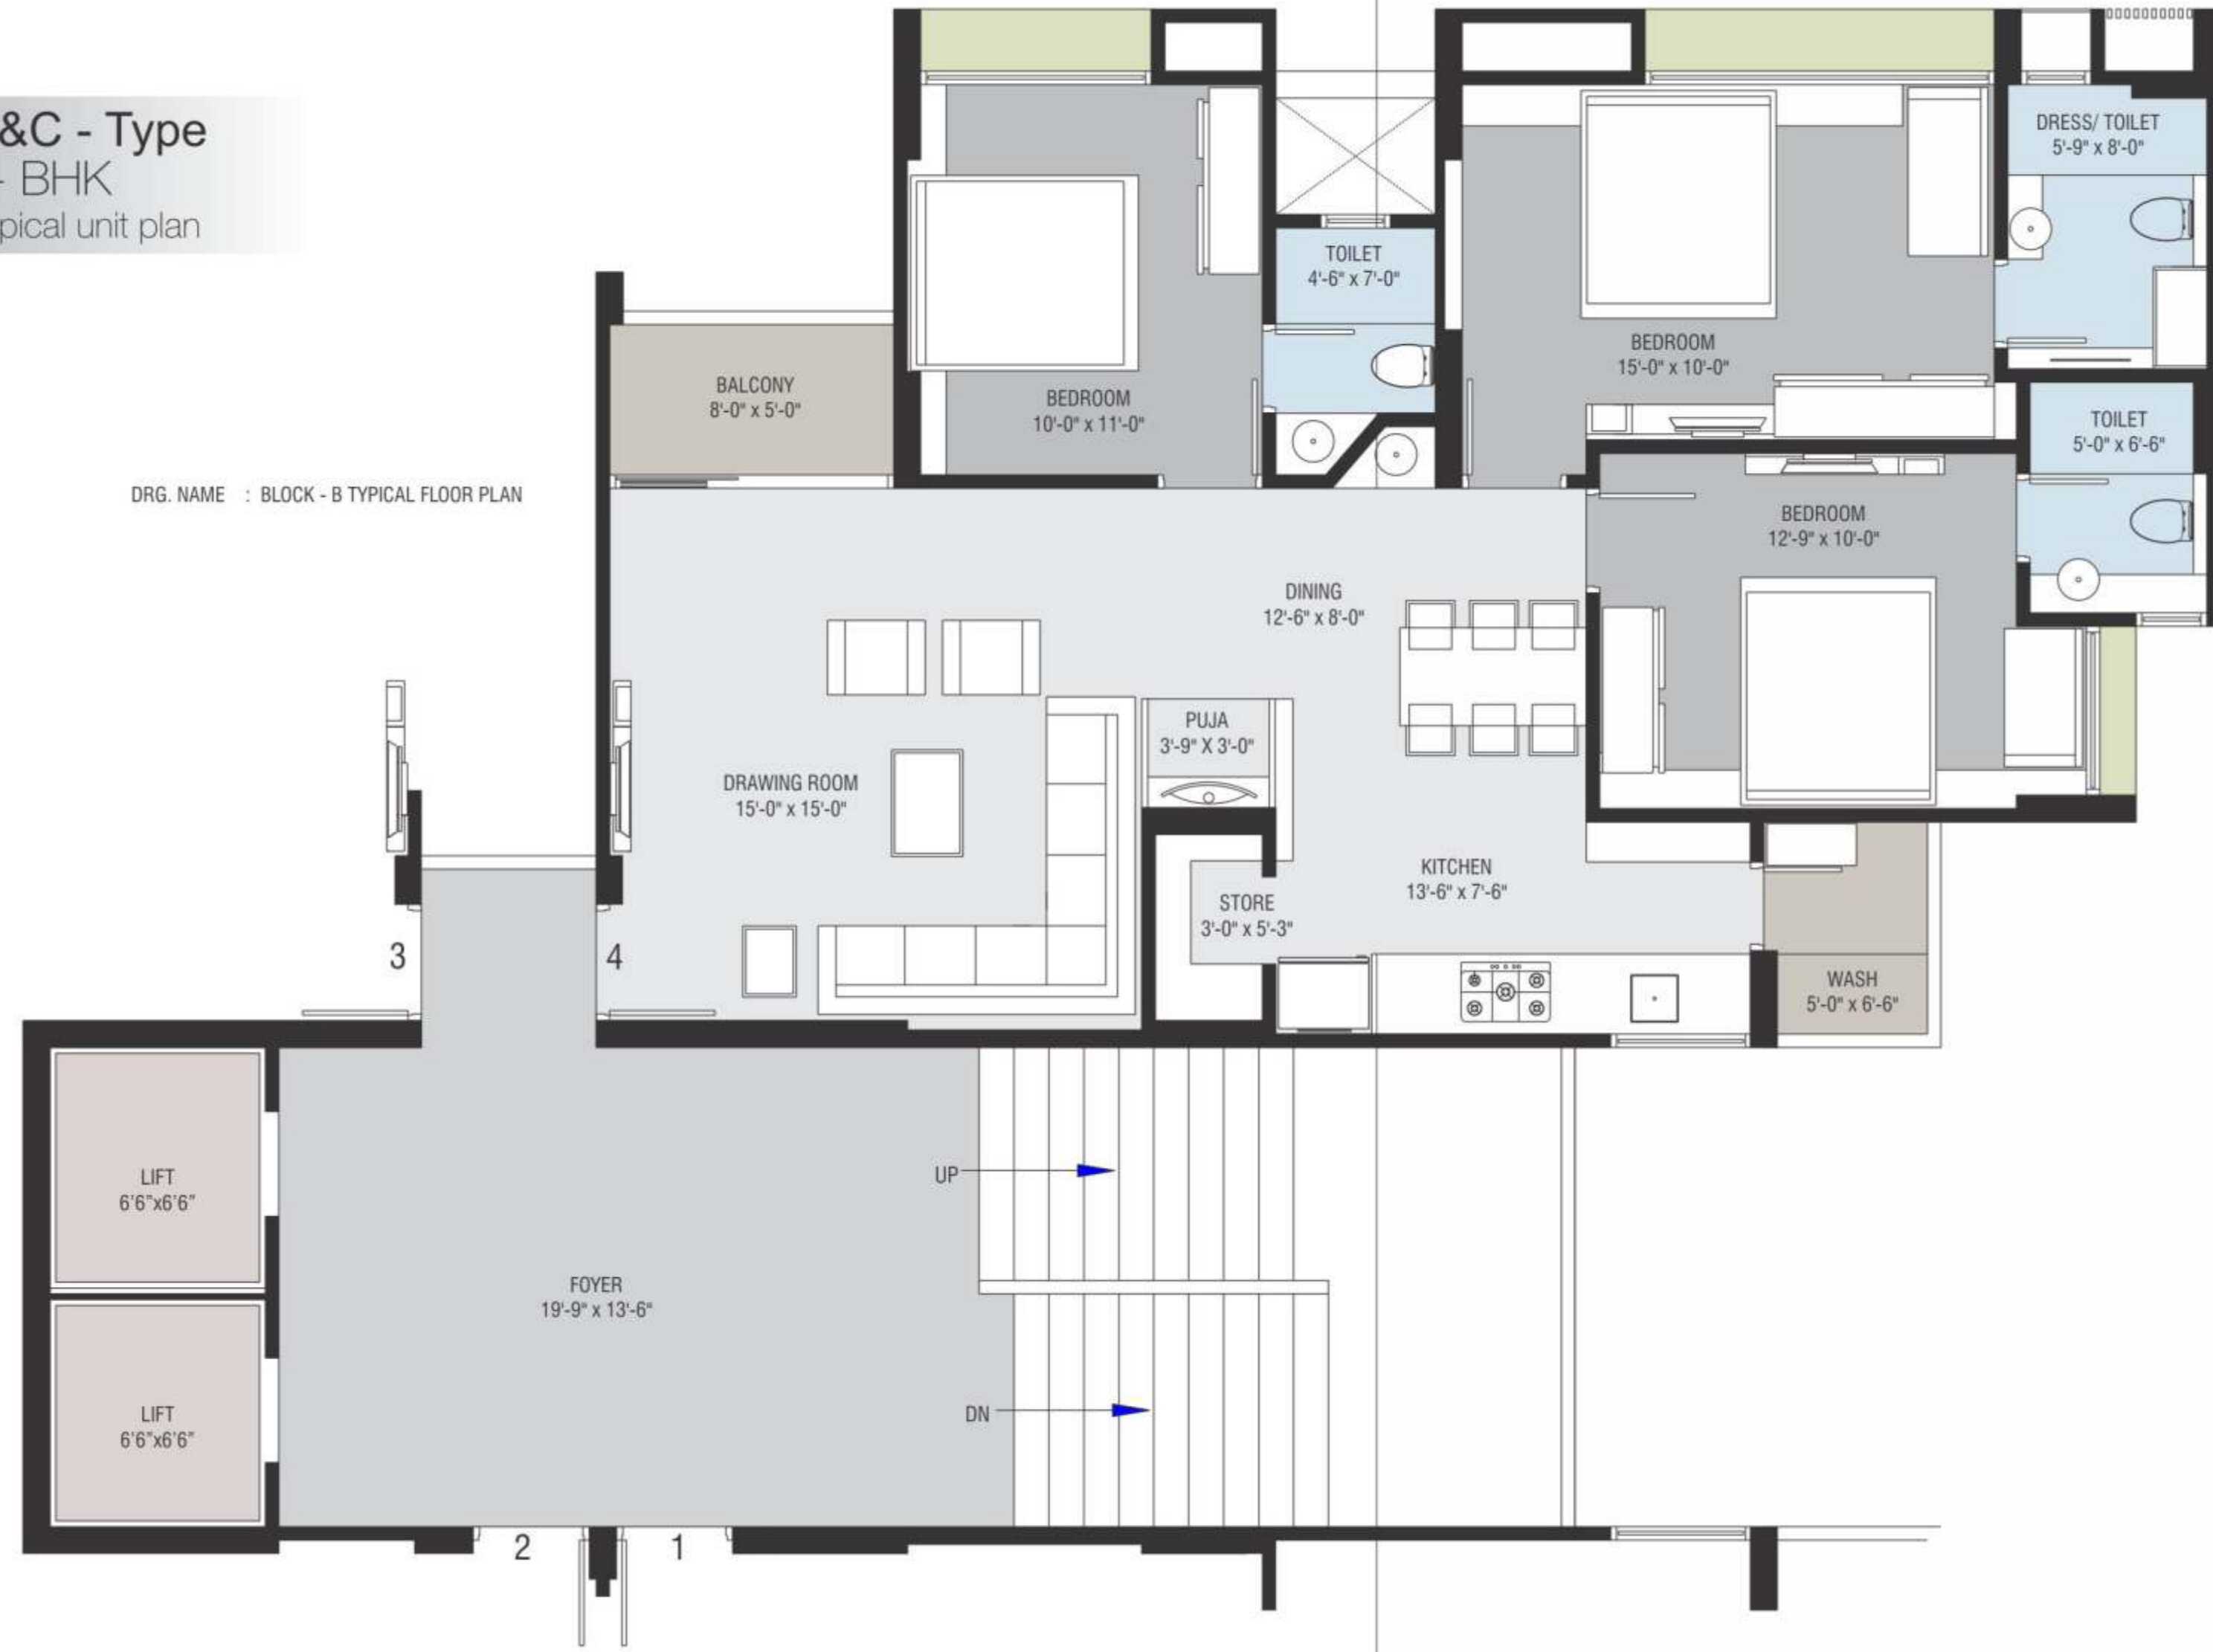 &C - Type
- BHK
pical unit plan
DRG. NAME : BLOCK - B TYPICAL FLOOR PLAN
DRESS/ TOILET
5'-9" x 8'-0"
TOILET
4'-6" x 7'-0"
BEDROOM
15'-0" x 10'-0"
BALCONY
8'-0" x 5'-0"
BEDROOM
10'-0" x 11'-0"
TOILET
5'-0" x 6'-6"
BEDROOM
12'-9" x 10'-0"
DINING
12'-6" x 8'-0"
PUJA
3'-9" X 3'-0"
DRAWING ROOM
15'-0" x 15'-0"
KITCHEN
13'-6" x 7'-6"
STORE
3'-0" x 5'-3"
3
4
WASH
5'-0" x 6'-6"
LIFT
6'6"x6'6"
UP
FOYER
19'-9" x 13'-6"
LIFT
6'6"x6'6"
DN
2
1